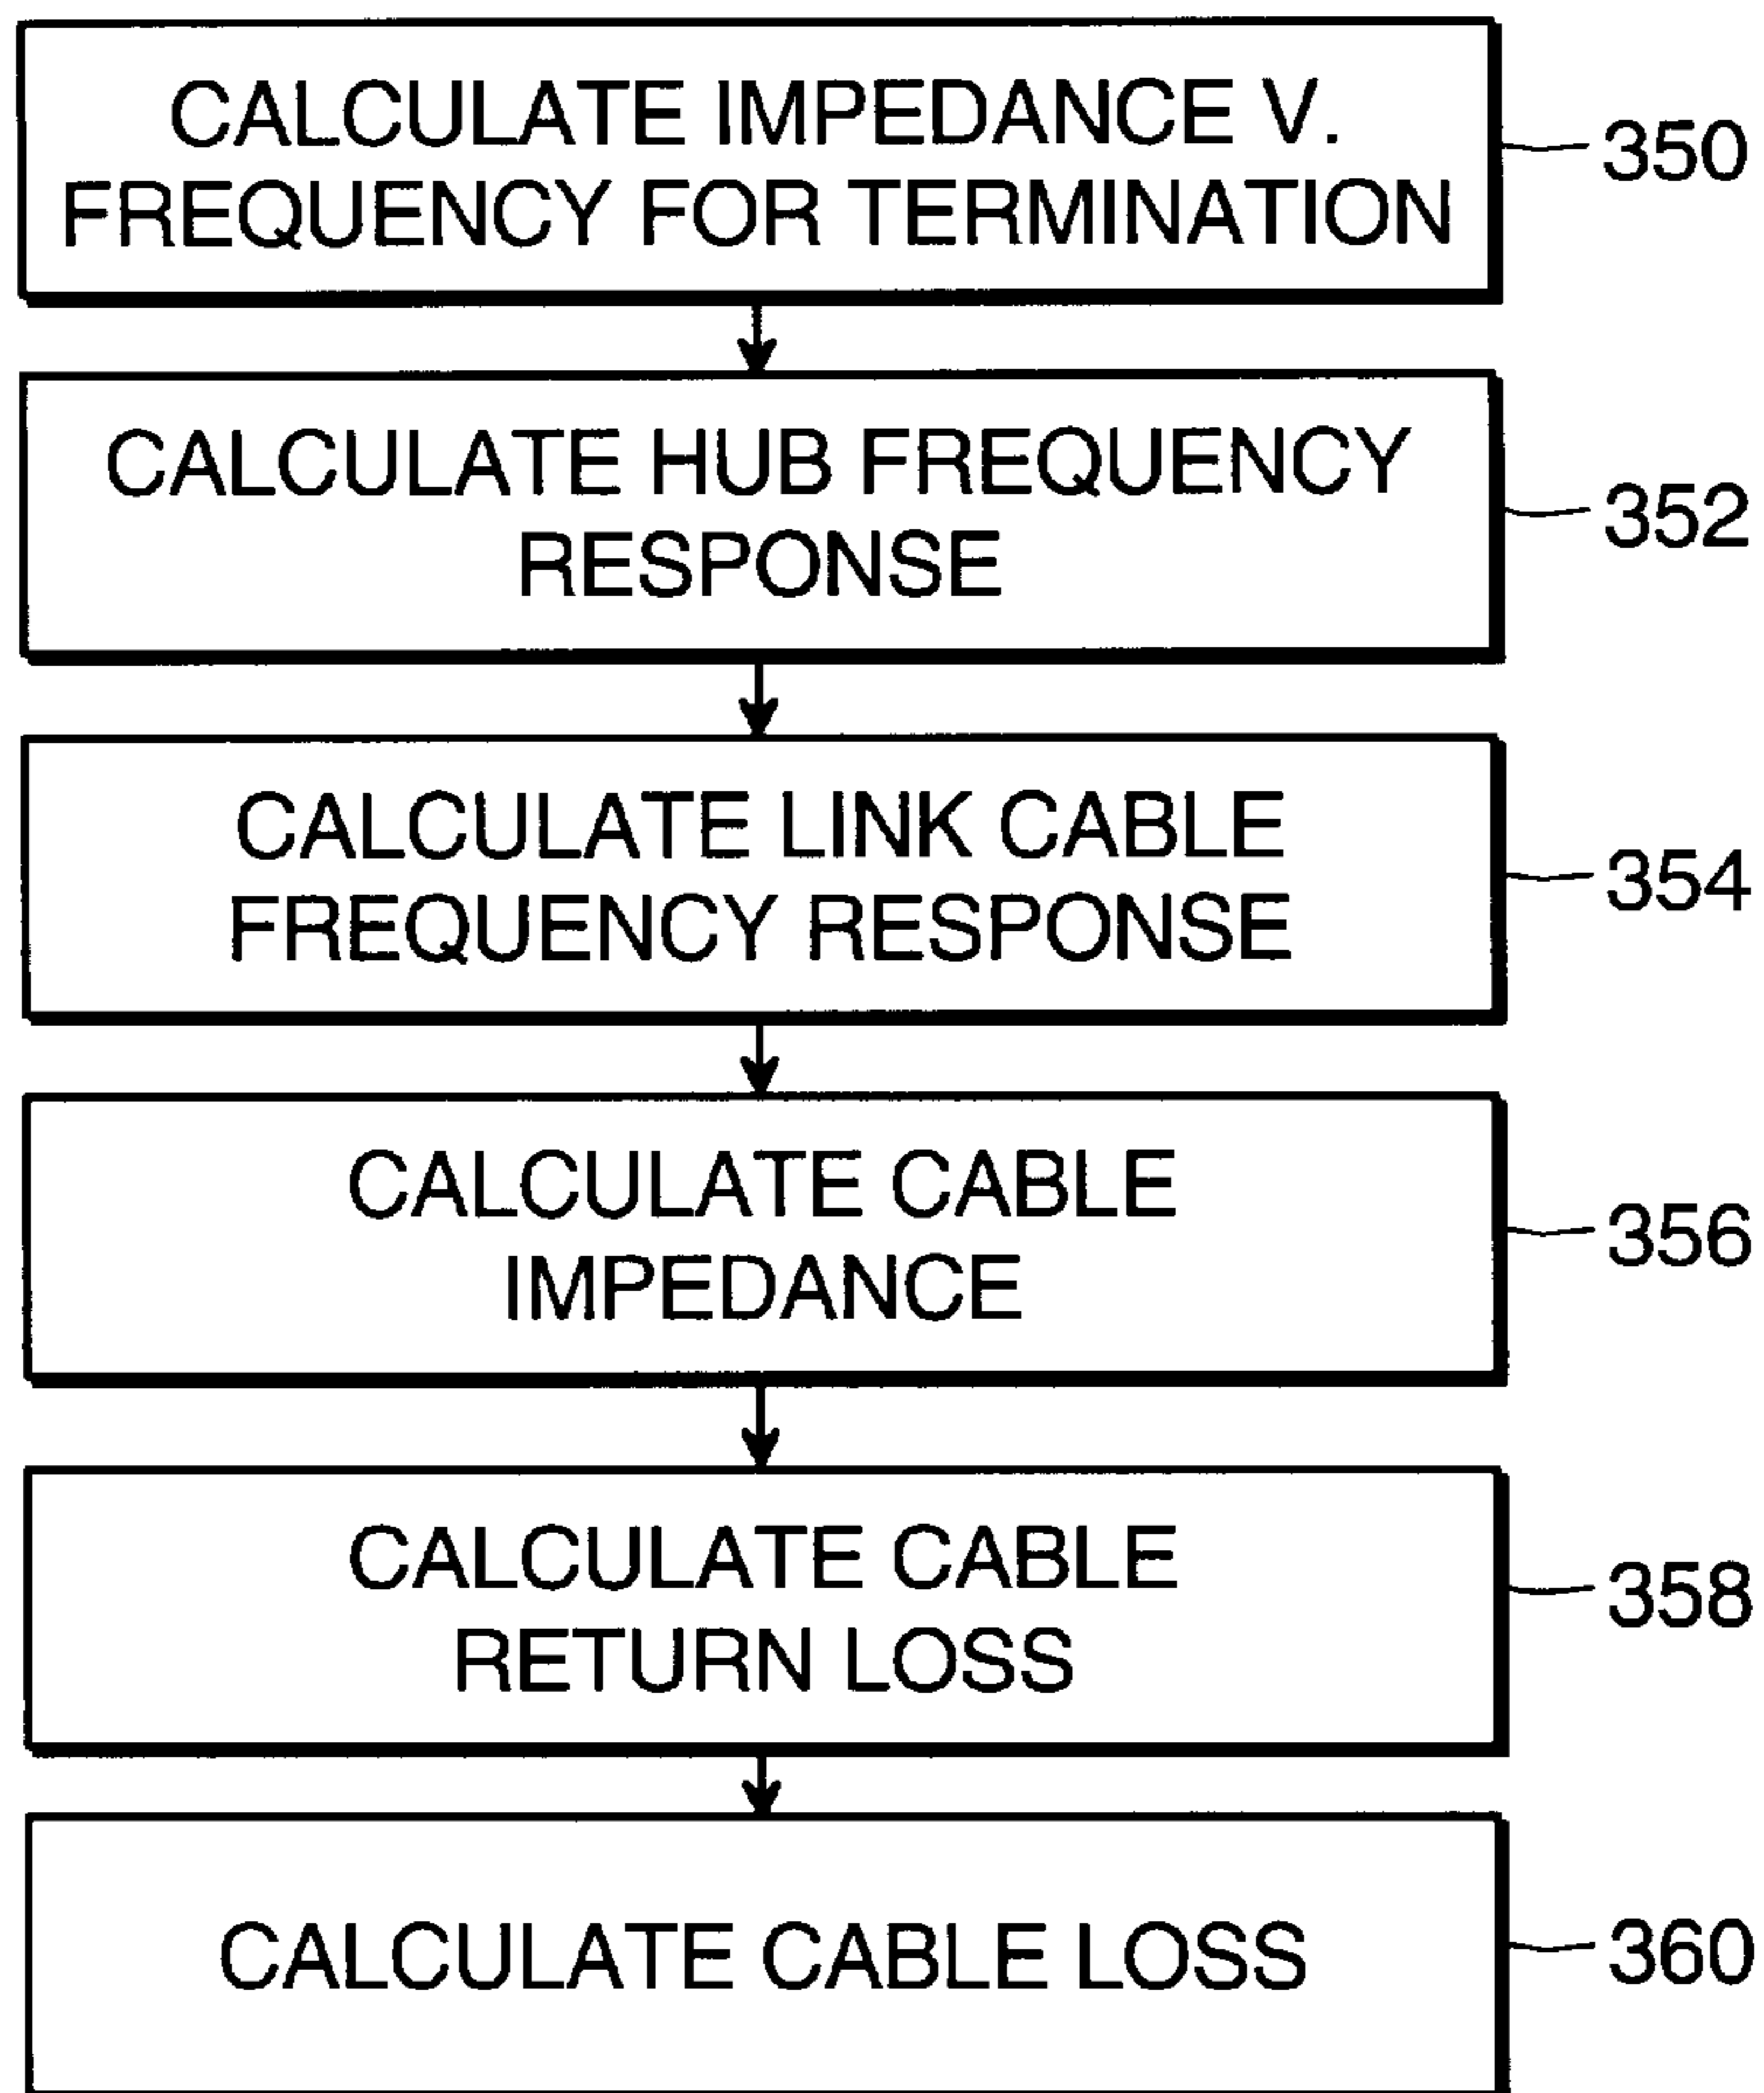 CALCULATE IMPEDANCE V.
FREQUENCY FOR TERMINATION
350
CALCULATE HUB FREQUENCY
RESPONSE
352
CALCULATE LINK CABLE
FREQUENCY RESPONSE
354
CALCULATE CABLE
IMPEDANCE
356
CALCULATE CABLE
RETURN LOSS
358
CALCULATE CABLE LOSS
360